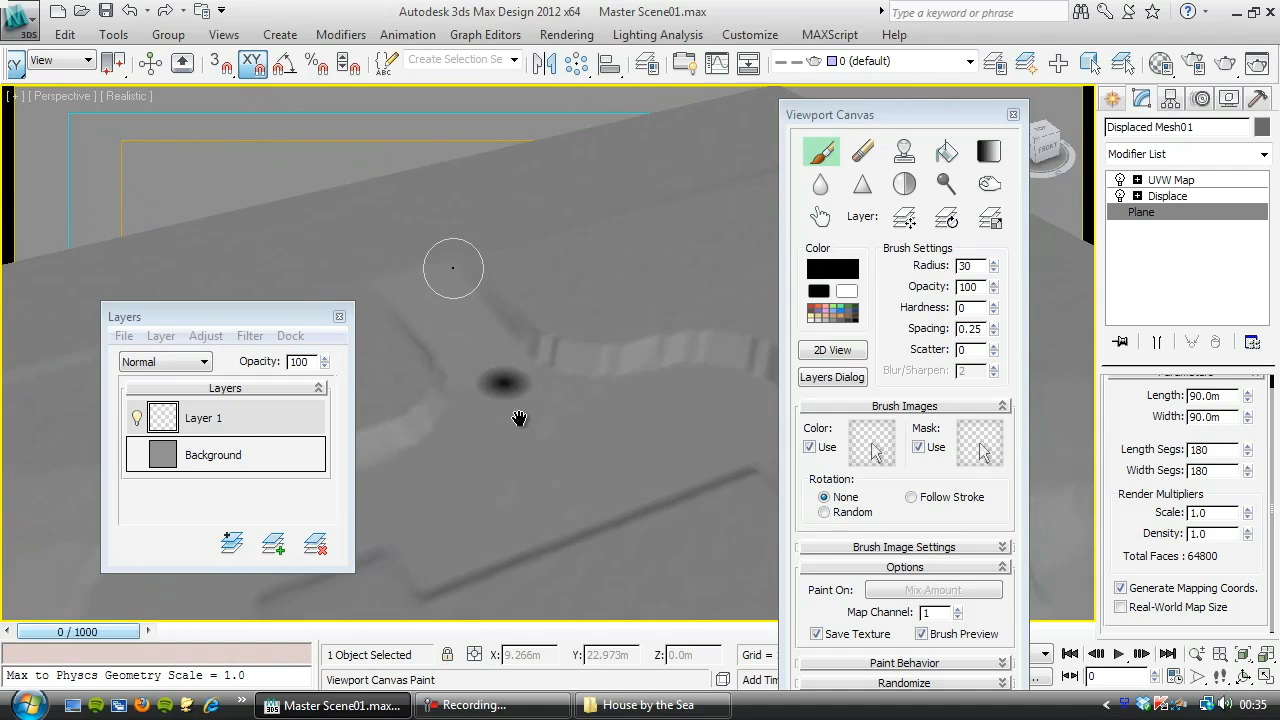 Autodesk 3ds Max Design 2012 x64 Master Scene01.max
Type a keyword or phrase
3DS
Edit Tools Group Views Create Modifiers Animation Graph Editors Rendering Lighting Analysis Customize MAXScript Help
View
3
XY
ABC
Create Selection Se
0 (default)
[ + ] [ Perspective ] [ Realistic ]
FRONT
Layers
File Layer Adjust Filter Dock
Normal
Opacity: 100
Layers
Layer 1
Background
Viewport Canvas
Layer:
Color
2D View
Layers Dialog
Brush Settings
Radius: 30
Opacity: 100
Hardness: 0
Spacing: 0.25
Scatter: 0
Blur/Sharpen: 2
Brush Images
Color:
Use
Mask:
Use
Rotation:
None
Follow Stroke
Random
Brush Image Settings
Options
Paint On: Mix Amount
Map Channel: 1
Save Texture
Brush Preview
Paint Behavior
Randomize
Displaced Mesh01
Modifier List
UVW Map
Displace
Plane
Parameters
Length: 90.0m
Width: 90.0m
Length Segs: 180
Width Segs: 180
Render Multipliers
Scale: 1.0
Density: 1.0
Total Faces : 64800
Generate Mapping Coords.
Real-World Map Size
0 / 1000
1 Object Selected
X: 9.266m
Y: 22.973m
Z: 0.0m
Grid =
Max to Physcs Geometry Scale = 1.0
Viewport Canvas Paint
Add Tim
0
Master Scene01.max...
Recording...
House by the Sea
00:35